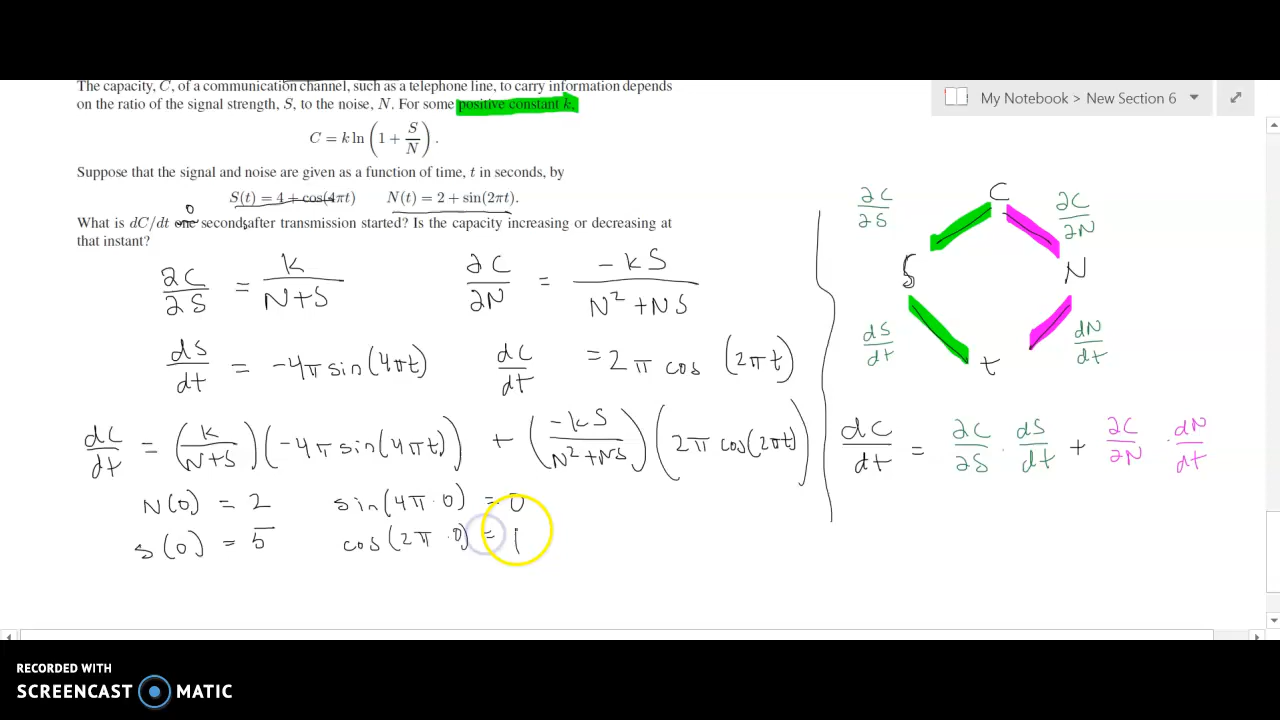 The capacity, C, of a communication channel, such as a telephone line, to carry information depends
on the ratio of the signal strength, S, to the noise, N. For some positive constant k,
C = k ln (1 + S/N).
Suppose that the signal and noise are given as a function of time, t in seconds, by
S(t) = 4 + cos(4πt) N(t) = 2 + sin(2πt).
0
What is dC/dt one seconds after transmission started? Is the capacity increasing or decreasing at
that instant?
∂C/∂S = k/(N+S) ∂C/∂N = -kS/(N² + NS)
dS/dt = -4π sin(4πt) dC/dt = 2π cos (2πt)
dC/dt = (k/(N+S)) (-4π sin(4πt)) + (-kS/(N² + NS)) (2π cos(2πt))
N(0) = 2 sin(4π · 0) = 0
S(0) = 5 cos(2π · 0) = 1
My Notebook > New Section 6
C
∂C/∂S ∂C/∂N
S N
dS/dt dN/dt
t
dC/dt = ∂C/∂S · dS/dt + ∂C/∂N · dN/dt
RECORDED WITH
SCREENCAST MATIC